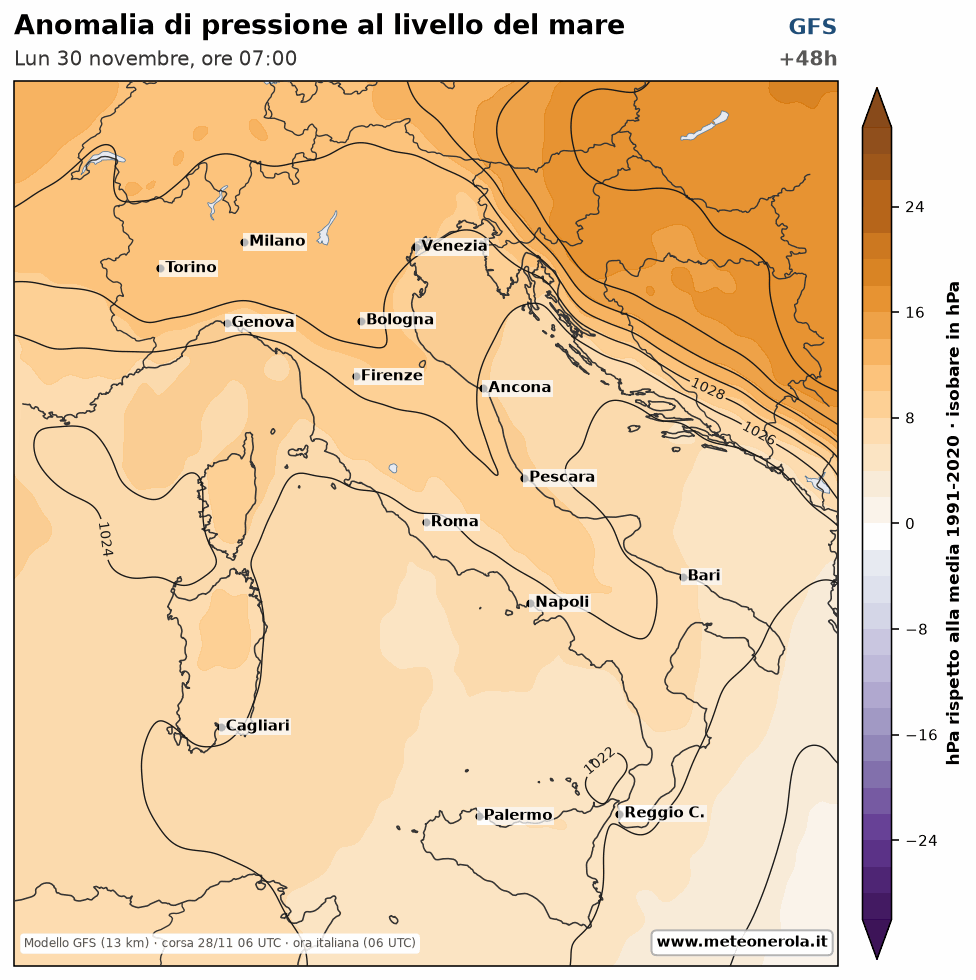 Anomalia di pressione al livello del mare
GFS
Lun 30 novembre, ore 07:00
+48h
Milano
Venezia
Torino
Genova
Bologna
Firenze
Ancona
1028
1026
Pescara
Roma
1024
Bari
Napoli
Cagliari
1022
Palermo
Reggio C.
24
16
8
0
−8
−16
−24
hPa rispetto alla media 1991-2020 · isobare in hPa
Modello GFS (13 km) · corsa 28/11 06 UTC · ora italiana (06 UTC)
www.meteonerola.it